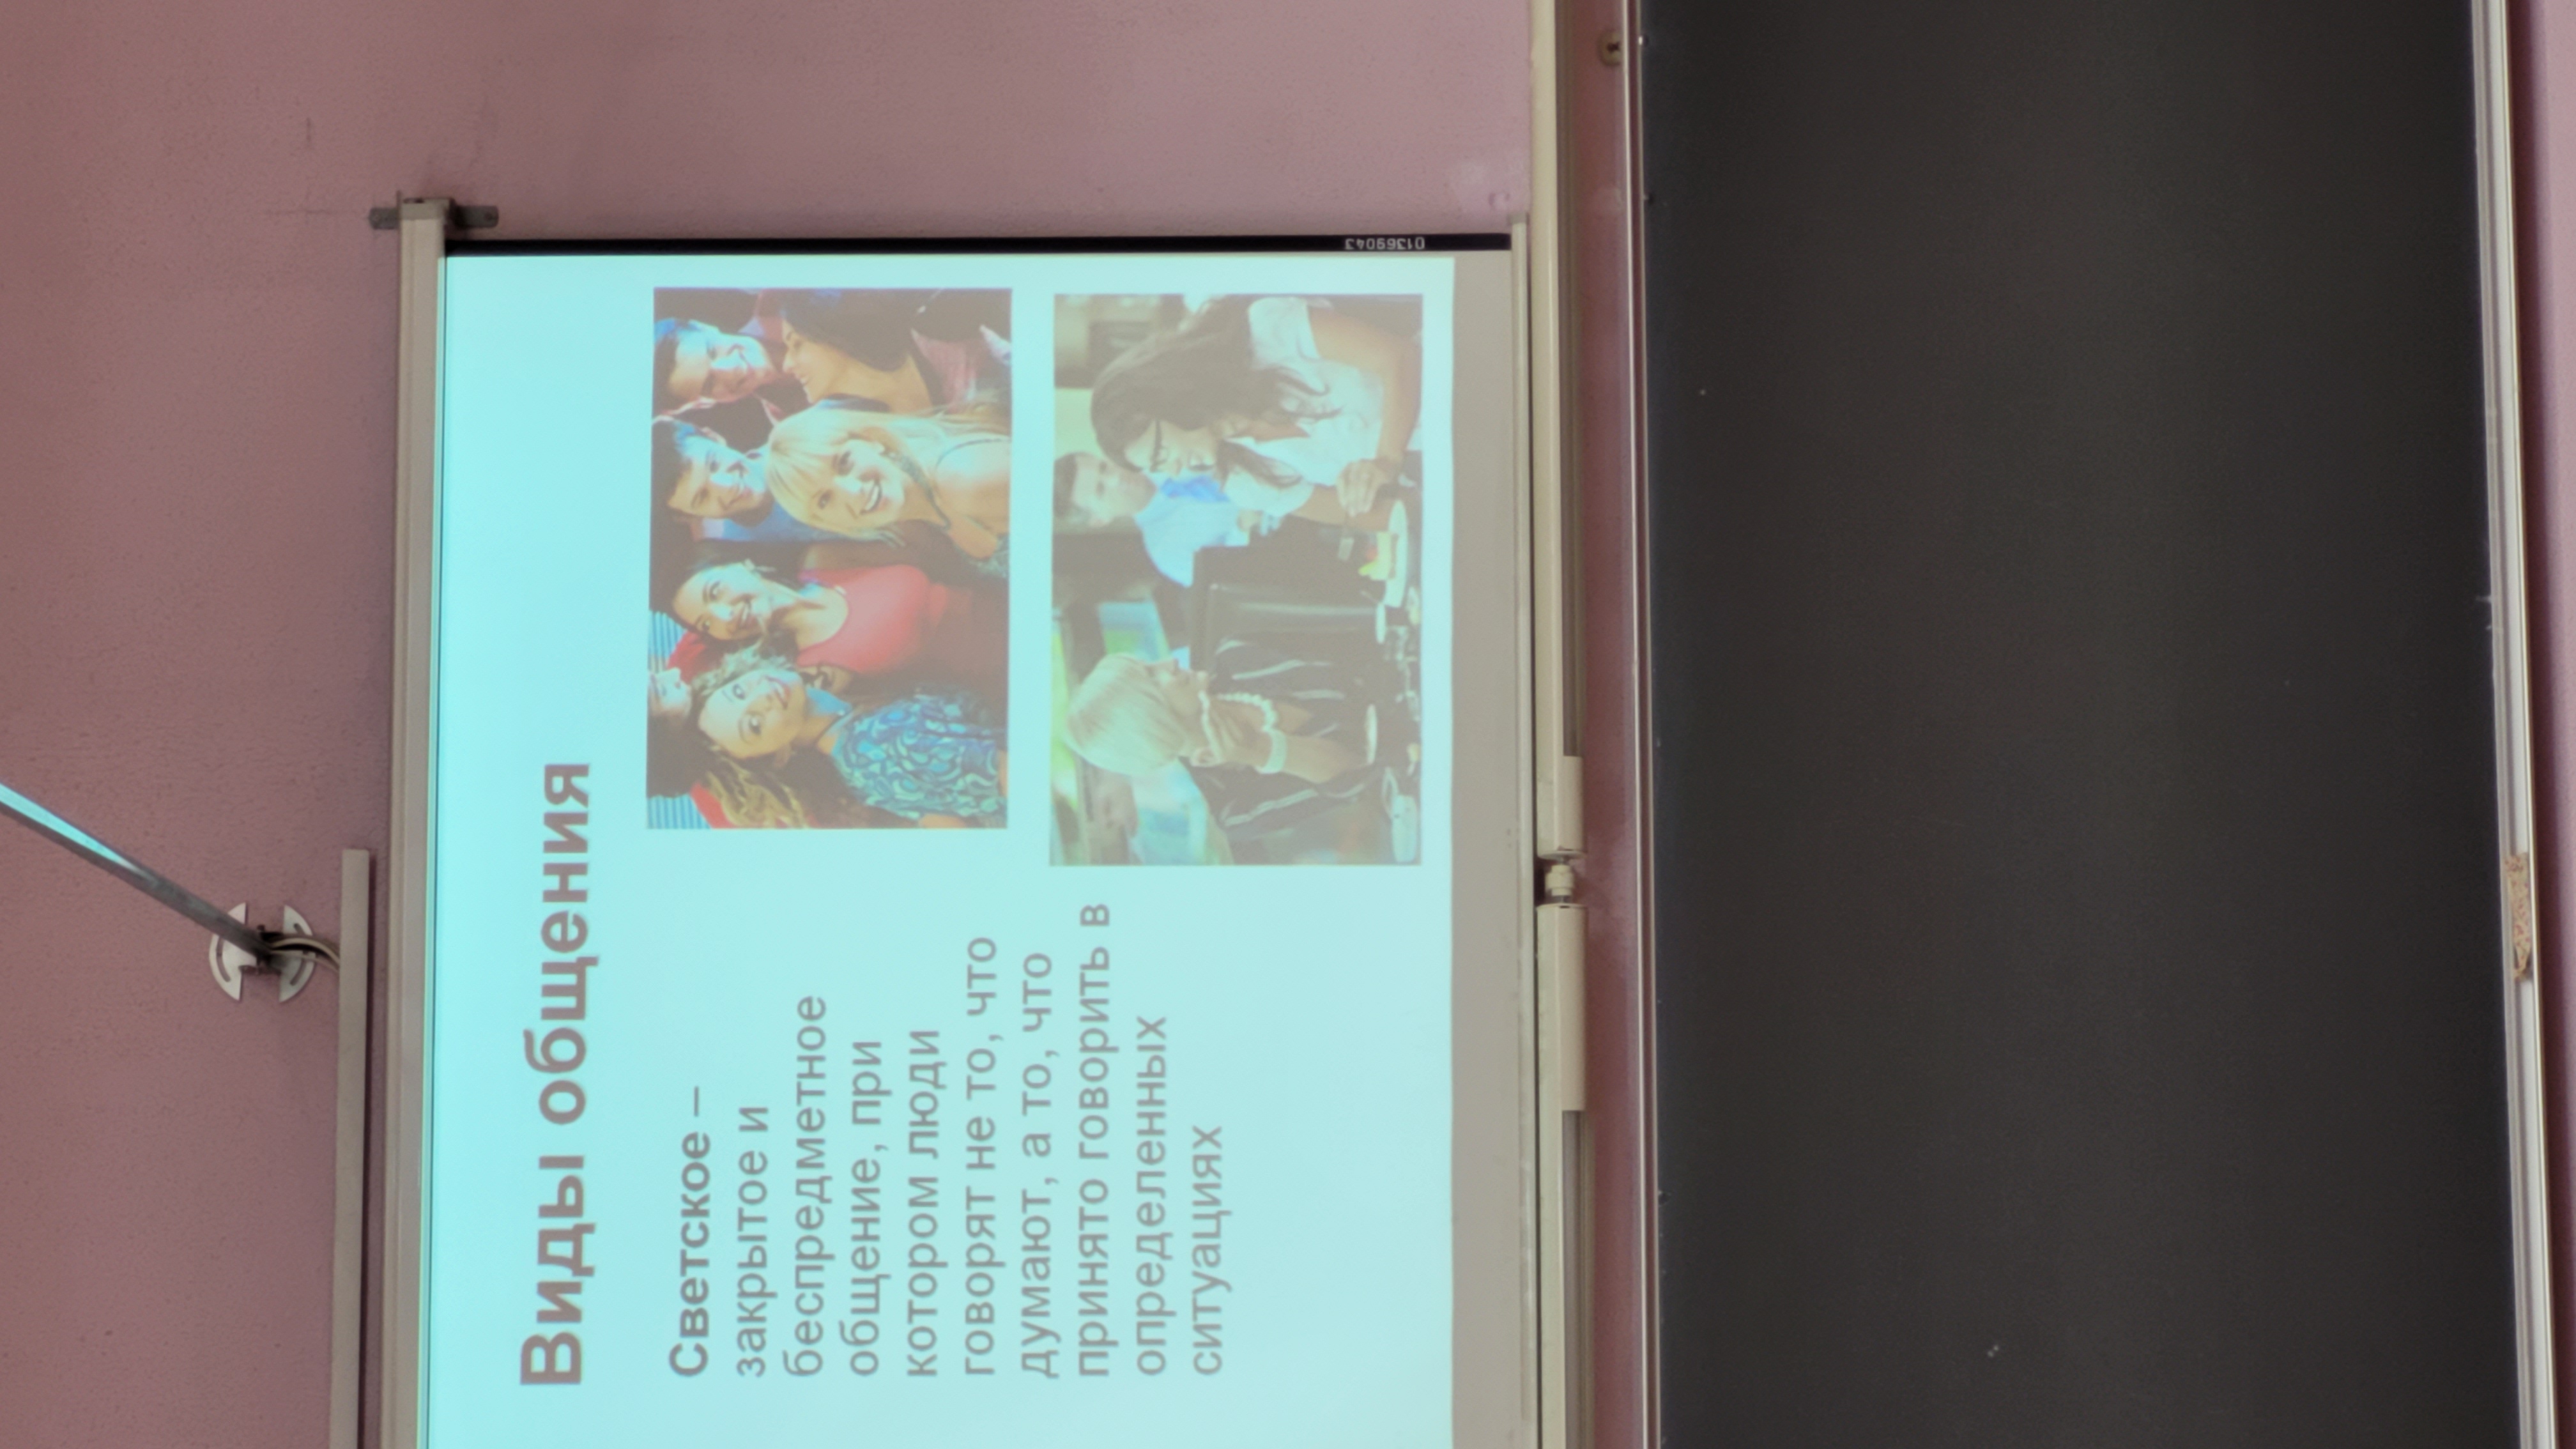 Виды общения
Светское –
закрытое и
беспредметное
общение, при
котором люди
говорят не то, что
думают, а то, что
принято говорить в
определенных
ситуациях
01369043